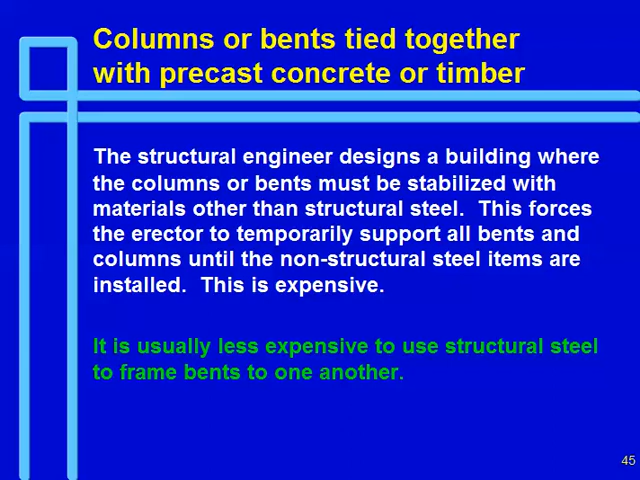 Columns or bents tied together
with precast concrete or timber
The structural engineer designs a building where
the columns or bents must be stabilized with
materials other than structural steel.  This forces
the erector to temporarily support all bents and
columns until the non-structural steel items are
installed.  This is expensive.
It is usually less expensive to use structural steel
to frame bents to one another.
45